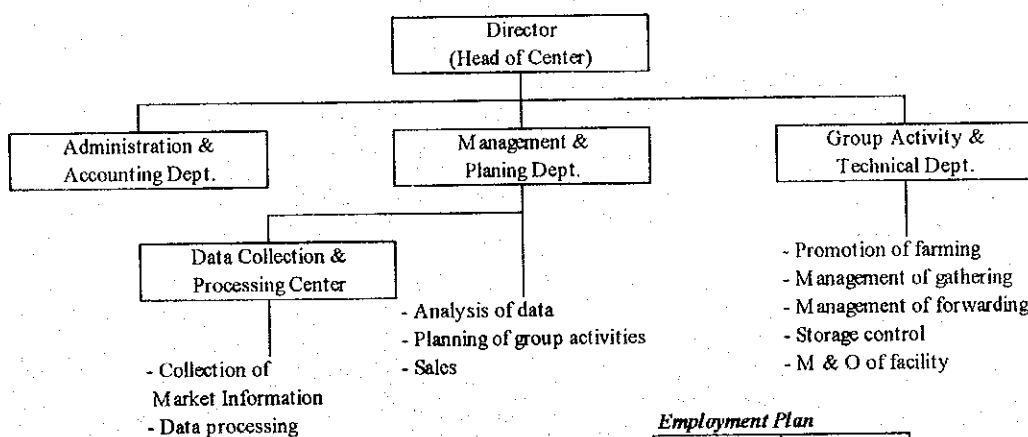 Director
(Head of Center)
Administration &
Accounting Dept.
Management &
Planing Dept.
Group Activity &
Technical Dept.
Data Collection &
Processing Center
- Promotion of farming
- Management of gathering
- Management of forwarding
- Storage control
- M & O of facility
- Analysis of data
- Planning of group activities
- Sales
- Collection of
Market Information
- Data processing
Employment Plan